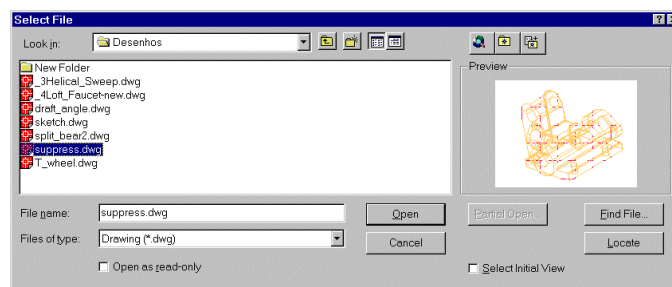 Select File
Look in: Desenhos
Preview
New Folder
_3Helical_Sweep.dwg
_4Loft_Faucet-new.dwg
draft_angle.dwg
sketch.dwg
split_bear2.dwg
suppress.dwg
T_wheel.dwg
File name: suppress.dwg Open Partial Open... Find File...
Files of type: Drawing (*.dwg) Cancel Locate
Open as read-only Select Initial View